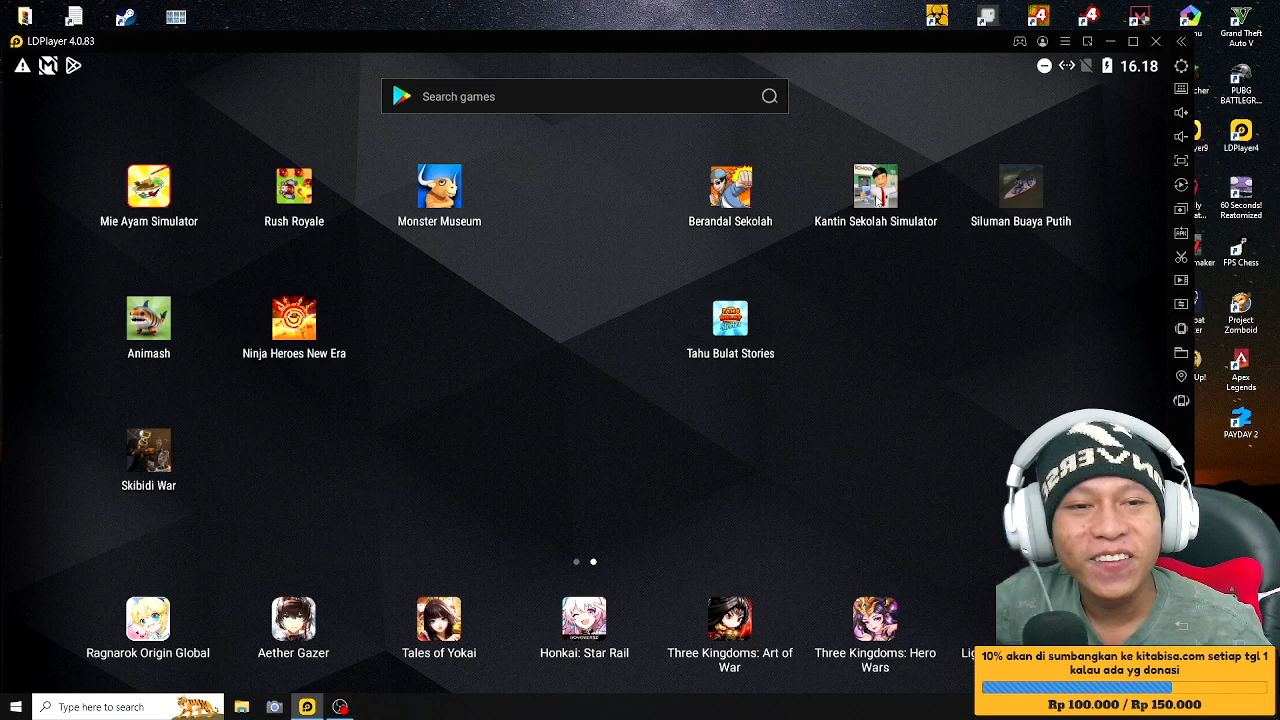 Grand Theft
Auto V
LDPlayer 4.0.83
16.18
Search games
PUBG
BATTLEGR...
LDPlayer4
Mie Ayam Simulator
Rush Royale
Monster Museum
Berandal Sekolah
Kantin Sekolah Simulator
Siluman Buaya Putih
60 Seconds!
Reatomized
FPS Chess
Animash
Ninja Heroes New Era
Tahu Bulat Stories
Project
Zomboid
Apex
Legends
PAYDAY 2
Skibidi War
Ragnarok Origin Global
Aether Gazer
Tales of Yokai
Honkai: Star Rail
Three Kingdoms: Art of
War
Three Kingdoms: Hero
Wars
10% akan di sumbangkan ke kitabisa.com setiap tgl 1
kalau ada yg donasi
Rp 100.000 / Rp 150.000
Type here to search